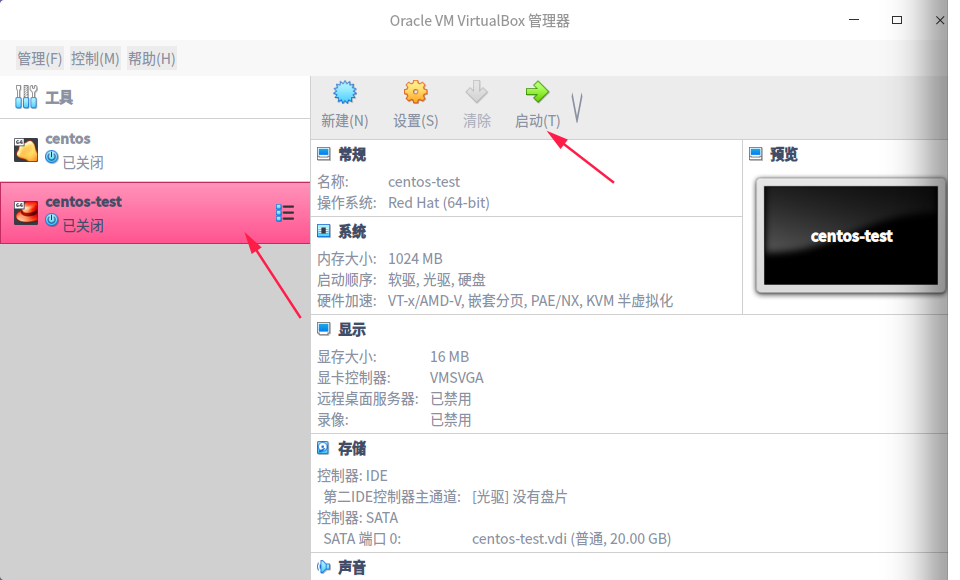 Oracle VM VirtualBox 管理器
管理(F) 控制(M) 帮助(H)
工具
新建(N) 设置(S) 清除 启动(T)
centos
已关闭
centos-test
已关闭
常规
名称: centos-test
操作系统: Red Hat (64-bit)
预览
centos-test
系统
内存大小: 1024 MB
启动顺序: 软驱, 光驱, 硬盘
硬件加速: VT-x/AMD-V, 嵌套分页, PAE/NX, KVM 半虚拟化
显示
显存大小: 16 MB
显卡控制器: VMSVGA
远程桌面服务器: 已禁用
录像: 已禁用
存储
控制器: IDE
第二IDE控制器主通道: [光驱] 没有盘片
控制器: SATA
SATA 端口 0: centos-test.vdi (普通, 20.00 GB)
声音